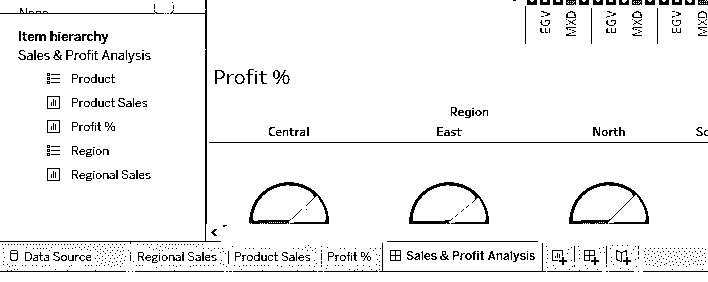 None
Item hierarchy
Sales & Profit Analysis
Product
Product Sales
Profit %
Region
Regional Sales
EGV MXD EGV MXD EGV MXD
Profit %
Region
Central East North So
Data Source Regional Sales Product Sales Profit % Sales & Profit Analysis